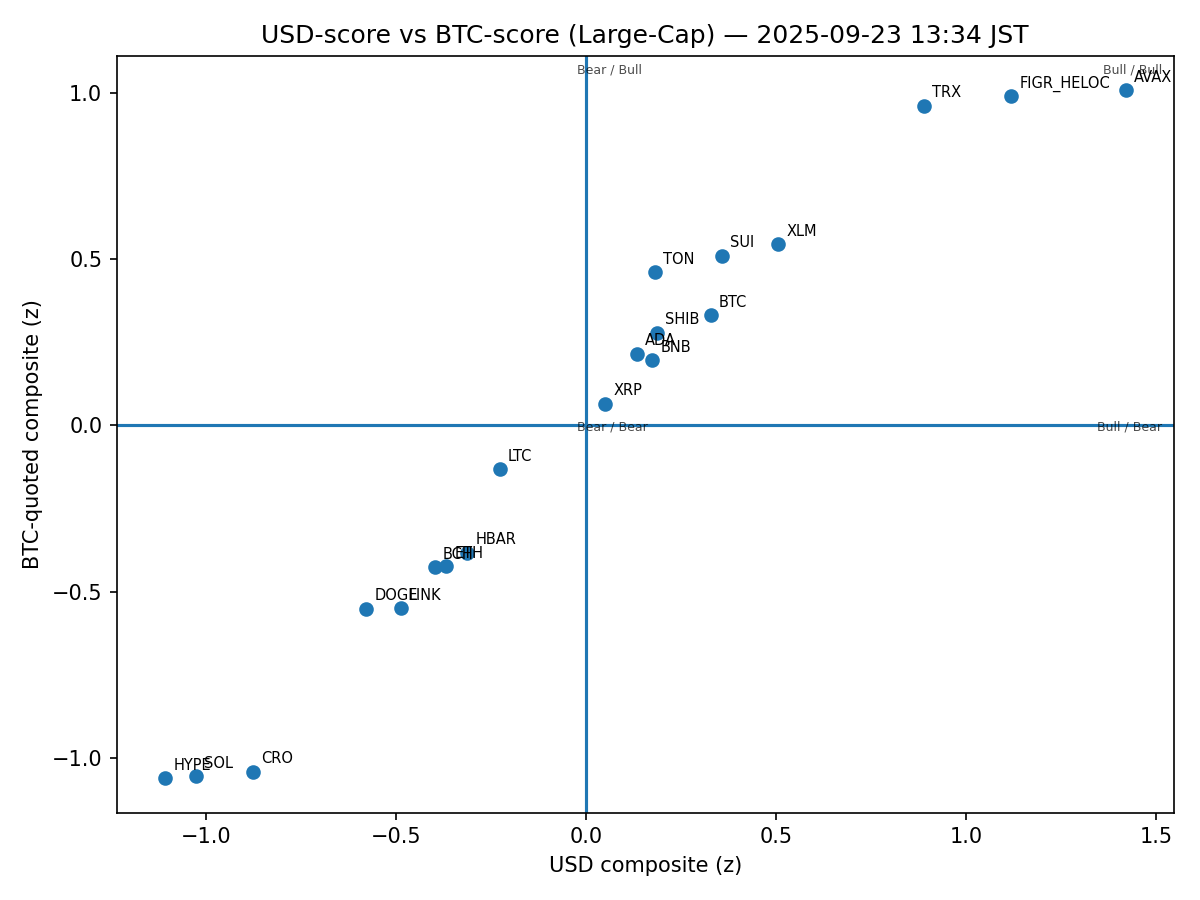 USD-score vs BTC-score (Large-Cap) — 2025-09-23 13:34 JST
Bear / Bull
Bull / Bull
AVAX
FIGR_HELOC
TRX
XLM
SUI
TON
BTC
SHIB
ADA
BNB
XRP
Bear / Bear
Bull / Bear
LTC
HBAR
BCH
ETH
DOGE
LINK
CRO
SOL
HYPE
1.0
0.5
0.0
−0.5
−1.0
BTC-quoted composite (z)
−1.0
−0.5
0.0
0.5
1.0
1.5
USD composite (z)